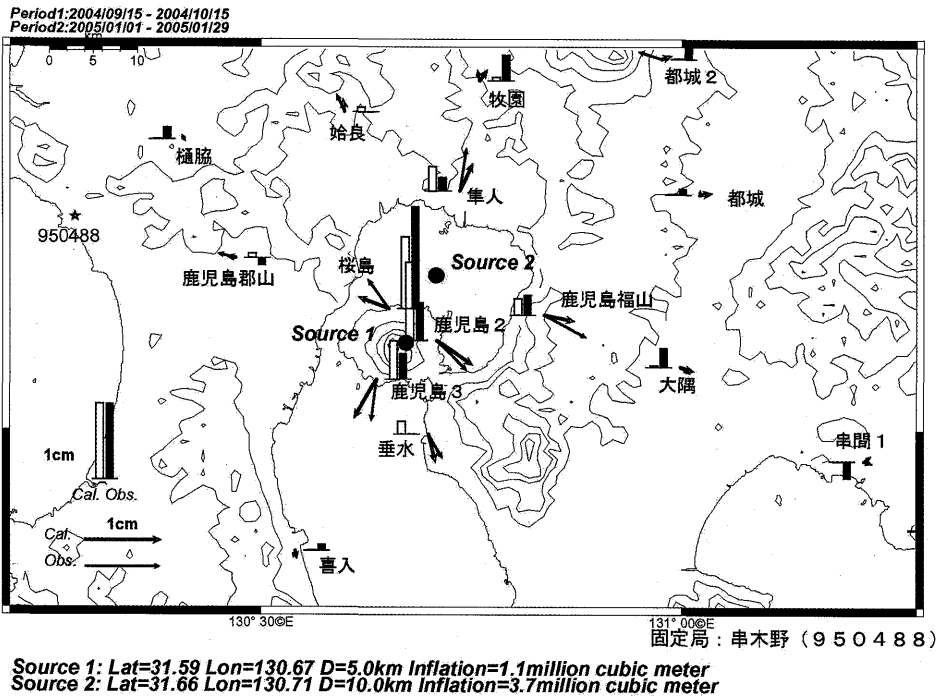 Period1:2004/09/15 - 2004/10/15
Period2:2005/01/01 - 2005/01/29
km
0 5 10
都城2
牧園
姶良
樋脇
隼人
都城
950488
鹿児島郡山
桜島
Source 2
鹿児島福山
鹿児島2
Source 1
大隅
鹿児島3
垂水
串間1
1cm
Cal. Obs.
1cm
Cal.
Obs.
喜入
130° 30'E
131° 00'E
固定局：串木野（950488）
Source 1: Lat=31.59 Lon=130.67 D=5.0km Inflation=1.1million cubic meter
Source 2: Lat=31.66 Lon=130.71 D=10.0km Inflation=3.7million cubic meter